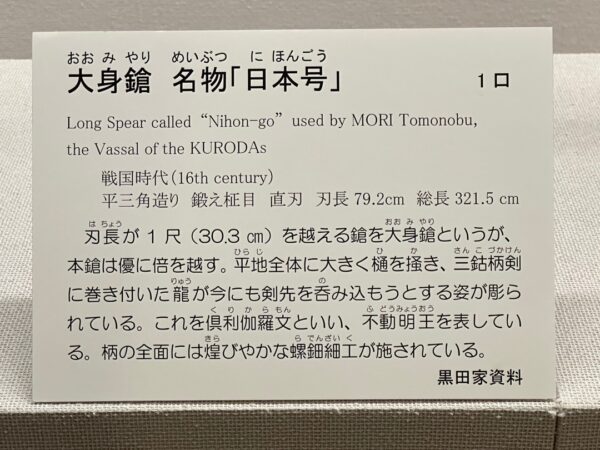 おお み やり めいぶつ に ほんごう
大身鎗 名物「日本号」 1口
Long Spear called “Nihon-go” used by MORI Tomonobu,
the Vassal of the KURODAs
戦国時代（16th century）
平三角造り 鍛え柾目 直刃 刃長 79.2cm 総長 321.5 cm
は ちょう おお み やり
刃長が 1 尺（30.3 ㎝）を越える鎗を大身鎗というが、
ひら じ ひ か さん こ づかけん
本鎗は優に倍を越す。平地全体に大きく樋を掻き、三鈷柄剣
りゅう の
に巻き付いた龍が今にも剣先を呑み込もうとする姿が彫ら
く り か ら もん ふ どうみょうおう
れている。これを倶利伽羅文といい、不動明王を表してい
きら ら でんざい く
る。柄の全面には煌びやかな螺鈿細工が施されている。
黒田家資料